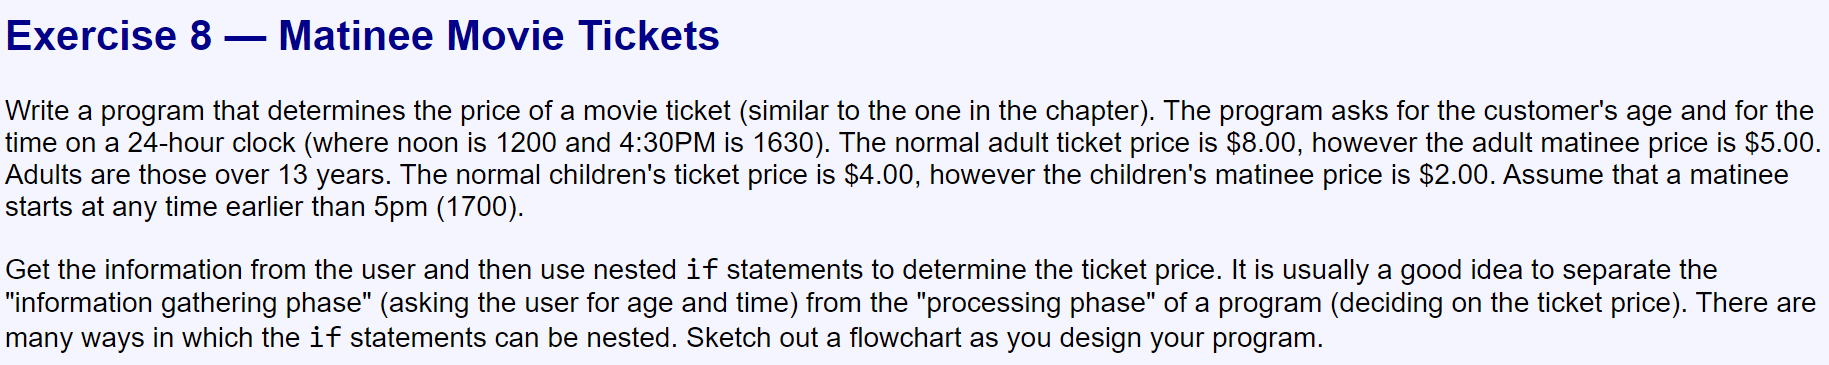 Exercise 8 — Matinee Movie Tickets
Write a program that determines the price of a movie ticket (similar to the one in the chapter). The program asks for the customer's age and for the
time on a 24-hour clock (where noon is 1200 and 4:30PM is 1630). The normal adult ticket price is $8.00, however the adult matinee price is $5.00.
Adults are those over 13 years. The normal children's ticket price is $4.00, however the children's matinee price is $2.00. Assume that a matinee
starts at any time earlier than 5pm (1700).
Get the information from the user and then use nested if statements to determine the ticket price. It is usually a good idea to separate the
"information gathering phase" (asking the user for age and time) from the "processing phase" of a program (deciding on the ticket price). There are
many ways in which the if statements can be nested. Sketch out a flowchart as you design your program.